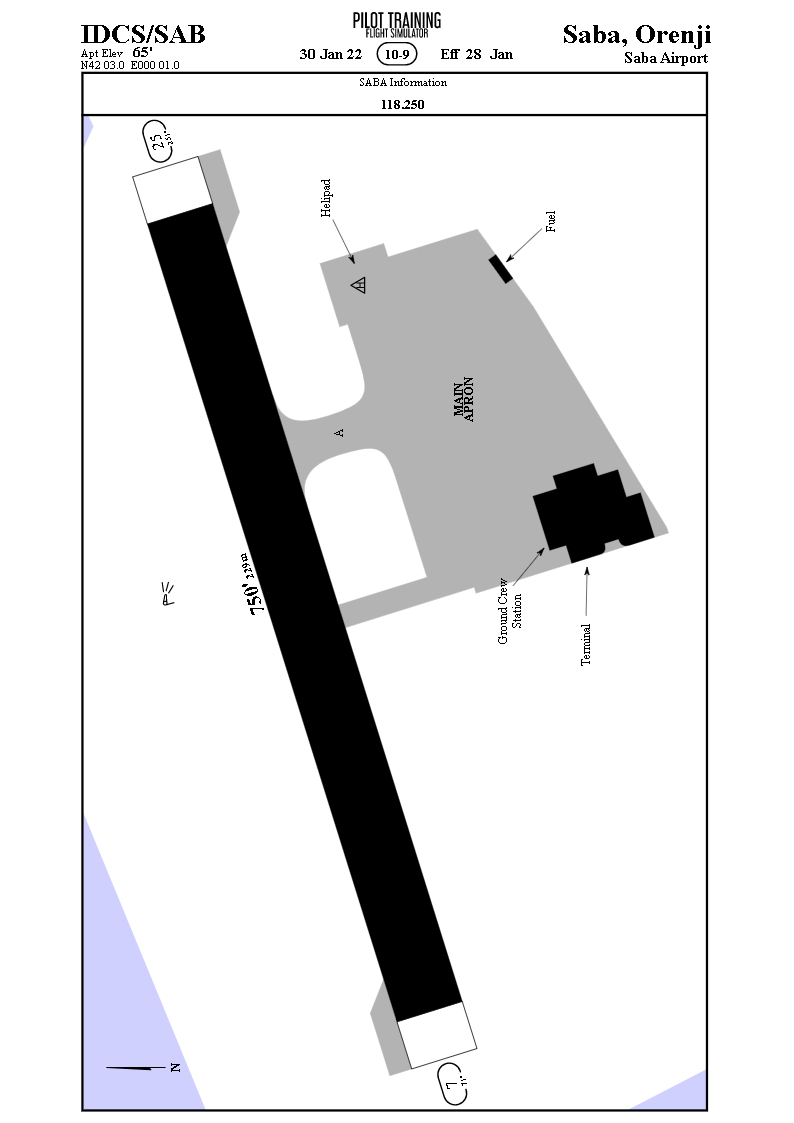 IDCS/SAB
Apt Elev 65'
N42 03.0 E000 01.0
PILOT TRAINING
FLIGHT SIMULATOR
30 Jan 22 10-9 Eff 28 Jan
Saba, Orenji
Saba Airport
SABA Information
118.250
25
251°
Helipad
H
Fuel
MAIN
APRON
A
750' 229m
Ground Crew
Station
Terminal
N
7
71°